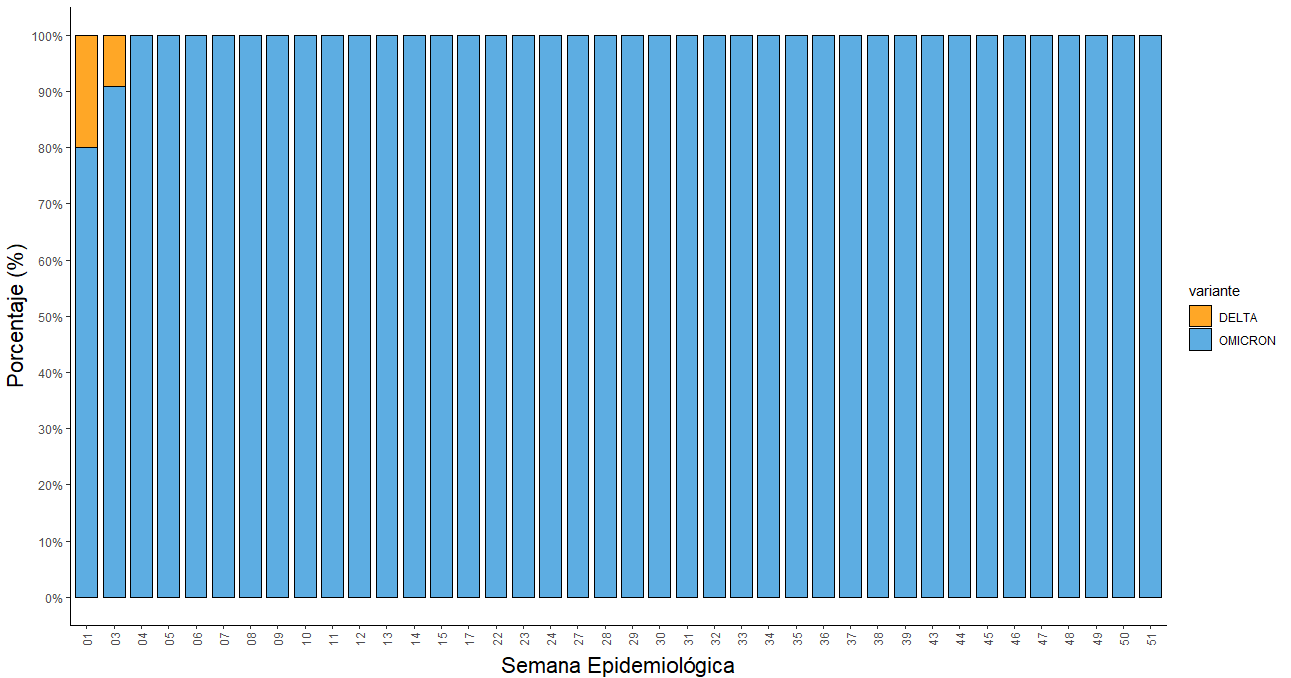 100%
90%
80%
70%
60%
50%
40%
30%
20%
10%
0%
Porcentaje (%)
01 03 04 05 06 07 08 09 10 11 12 13 14 15 17 22 23 24 27 28 29 30 31 32 33 34 35 36 37 38 39 43 44 45 46 47 48 49 50 51
Semana Epidemiológica
variante
DELTA
OMICRON